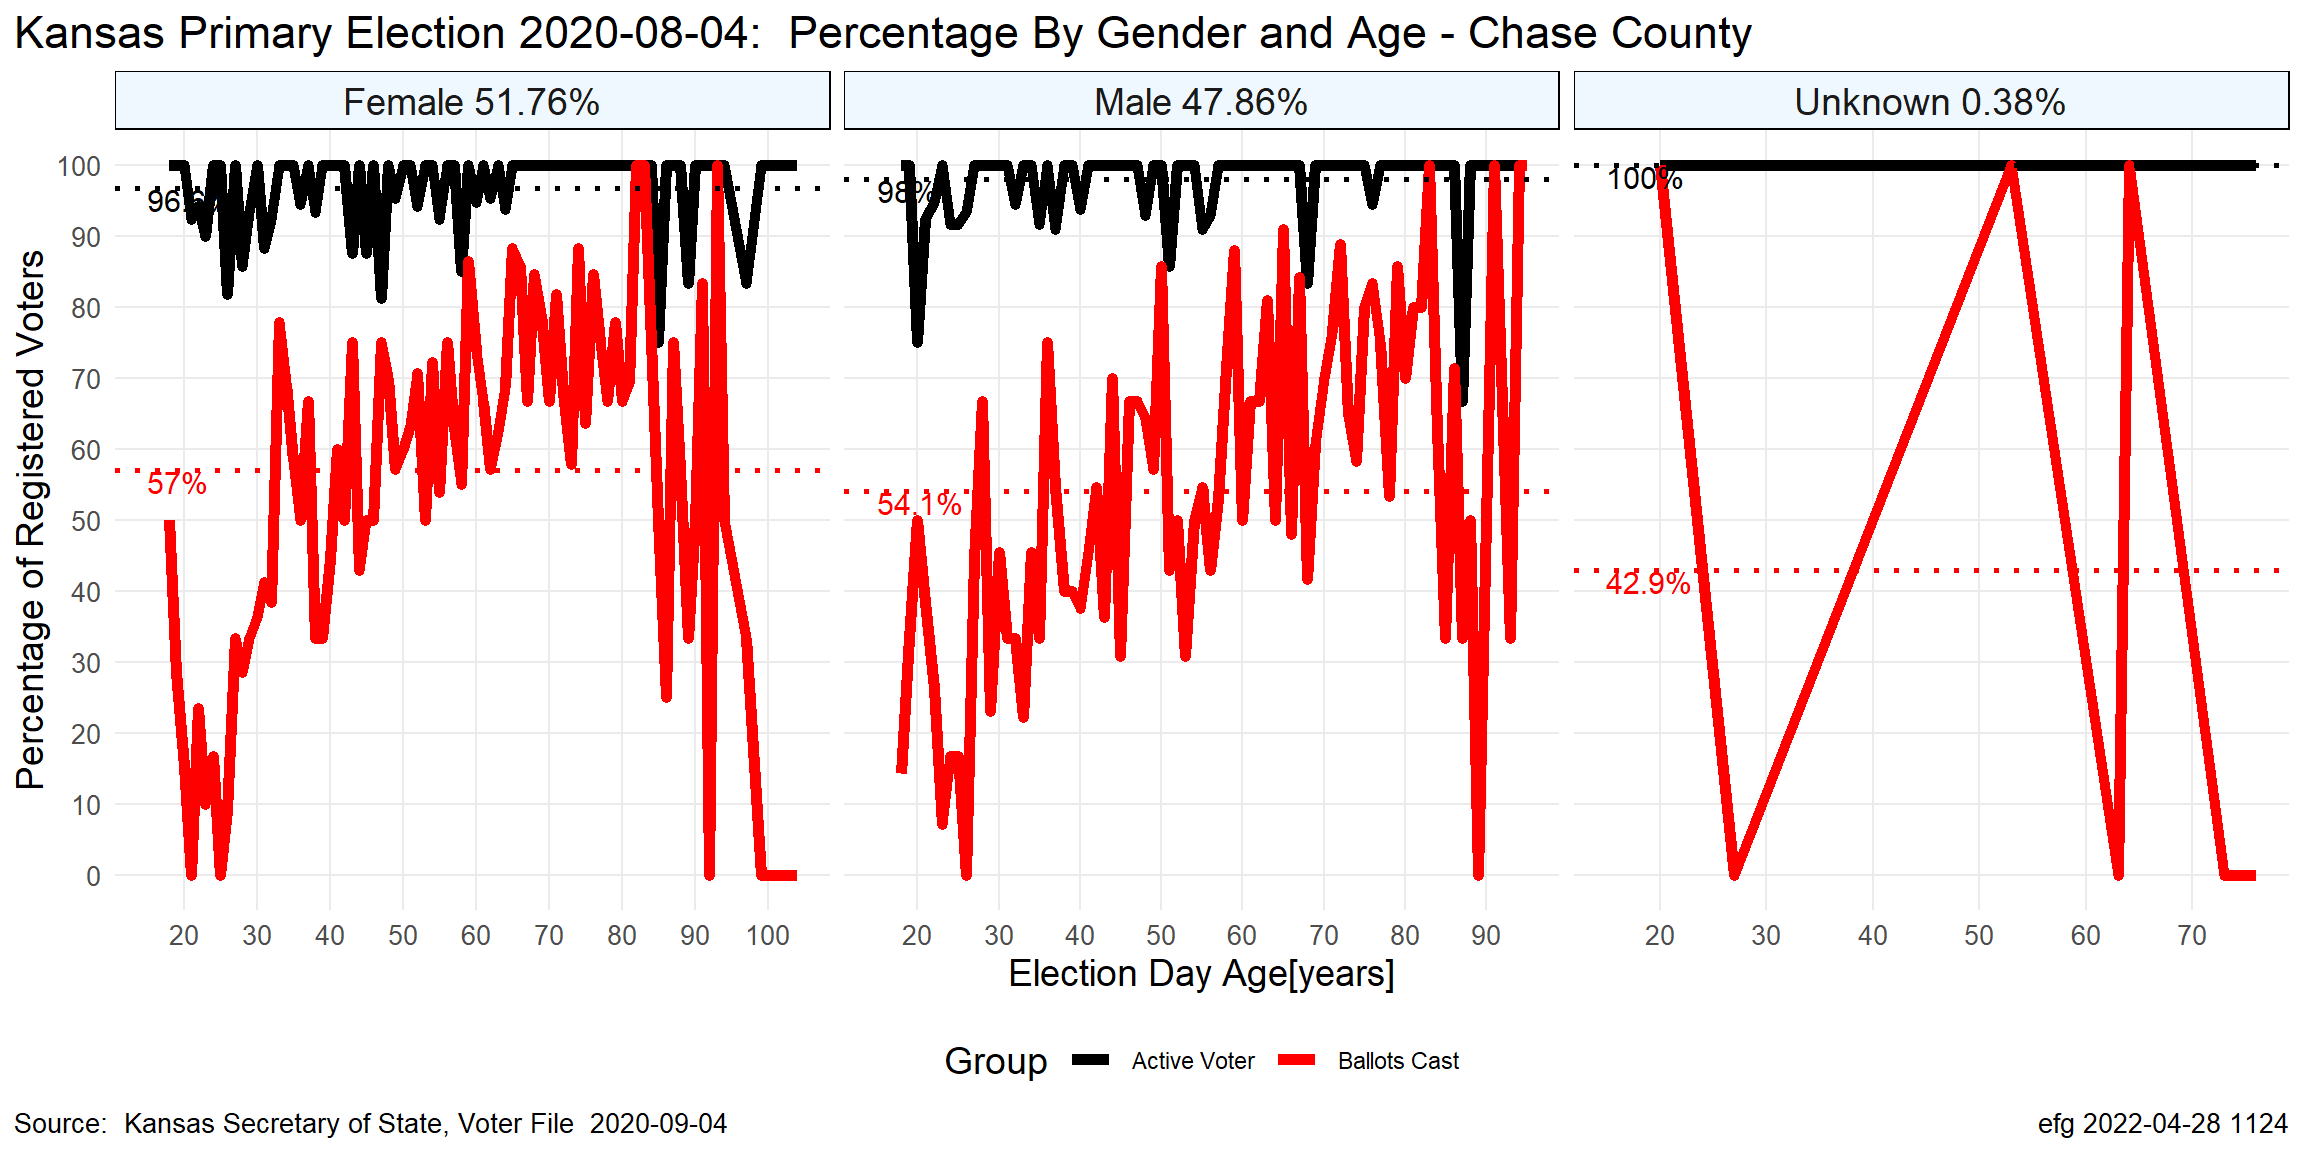 Kansas Primary Election 2020-08-04:  Percentage By Gender and Age - Chase County
Female 51.76%
Male 47.86%
Unknown 0.38%
Percentage of Registered Voters
100
90
80
70
60
50
40
30
20
10
0
57%
98%
54.1%
100%
42.9%
20 30 40 50 60 70 80 90 100
20 30 40 50 60 70 80 90
20 30 40 50 60 70
Election Day Age[years]
Group Active Voter Ballots Cast
Source:  Kansas Secretary of State, Voter File  2020-09-04
efg 2022-04-28 1124